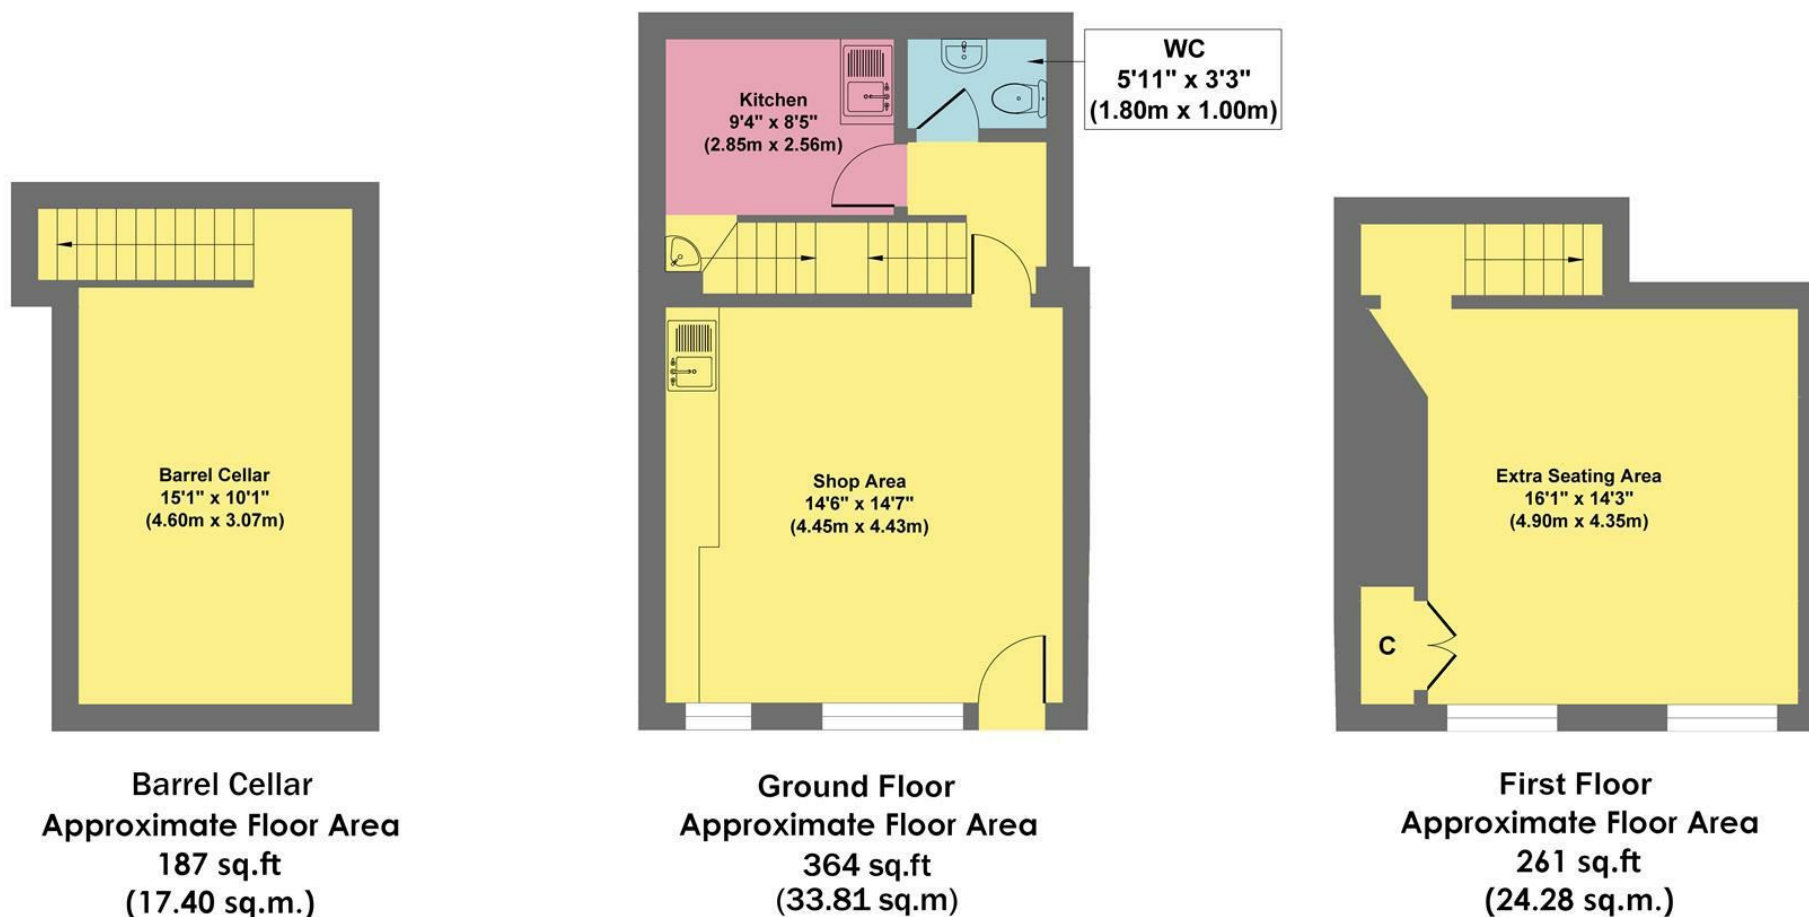 WC
5'11" x 3'3"
(1.80m x 1.00m)
Kitchen
9'4" x 8'5"
(2.85m x 2.56m)
Barrel Cellar
15'1" x 10'1"
(4.60m x 3.07m)
Shop Area
14'6" x 14'7"
(4.45m x 4.43m)
Extra Seating Area
16'1" x 14'3"
(4.90m x 4.35m)
C
Barrel Cellar
Approximate Floor Area
187 sq.ft
(17.40 sq.m.)
Ground Floor
Approximate Floor Area
364 sq.ft
(33.81 sq.m)
First Floor
Approximate Floor Area
261 sq.ft
(24.28 sq.m.)